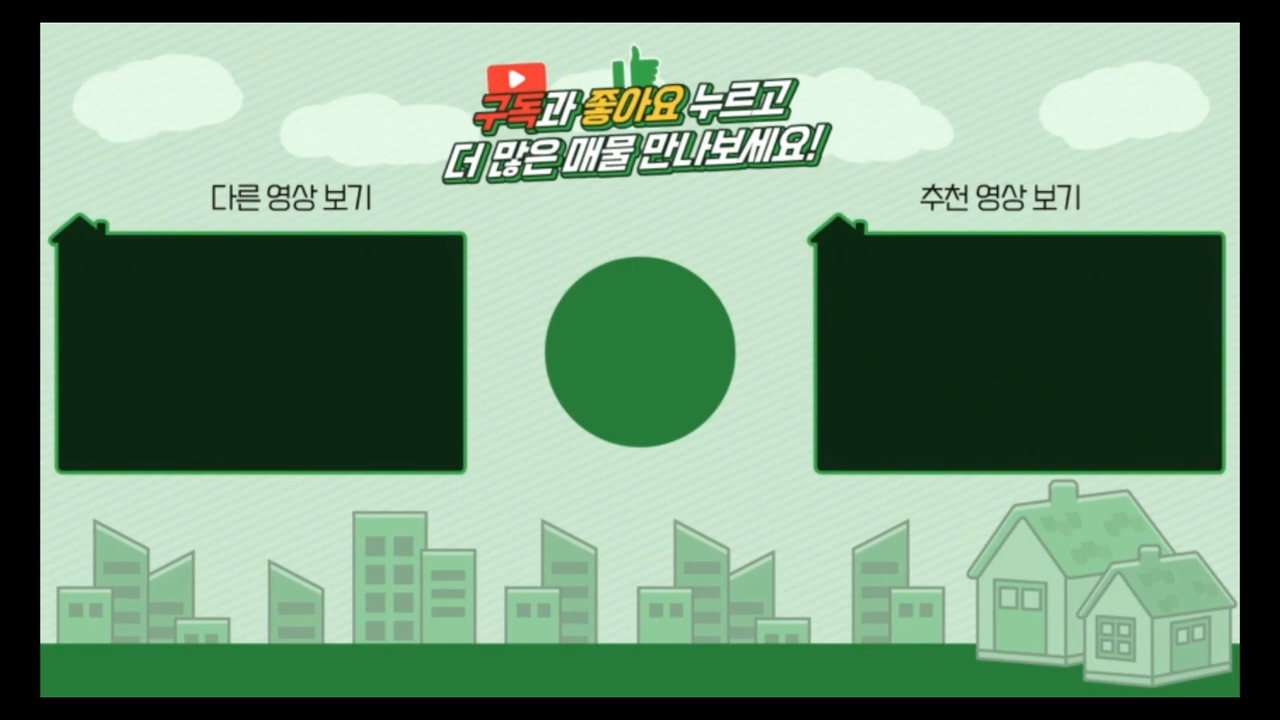 구독과 좋아요 누르고
더 많은 매물 만나보세요!
다른 영상 보기
추천 영상 보기